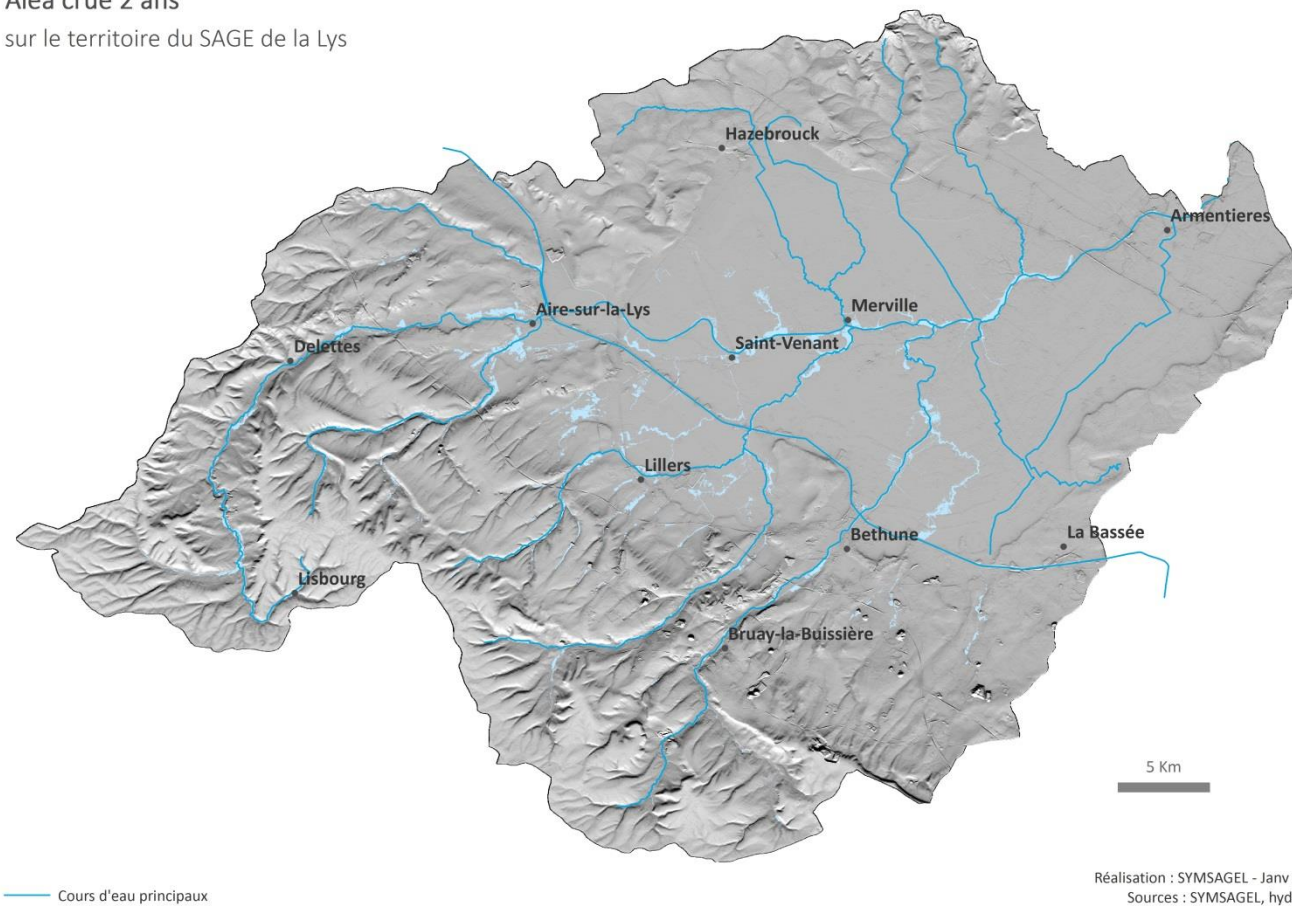 Aléa crue 2 ans
sur le territoire du SAGE de la Lys
Hazebrouck
Armentieres
Aire-sur-la-Lys
Merville
Saint-Venant
Delettes
Lillers
Bethune
La Bassée
Lisbourg
Bruay-la-Buissière
5 Km
Cours d'eau principaux
Réalisation : SYMSAGEL - Janv
Sources : SYMSAGEL, hyd